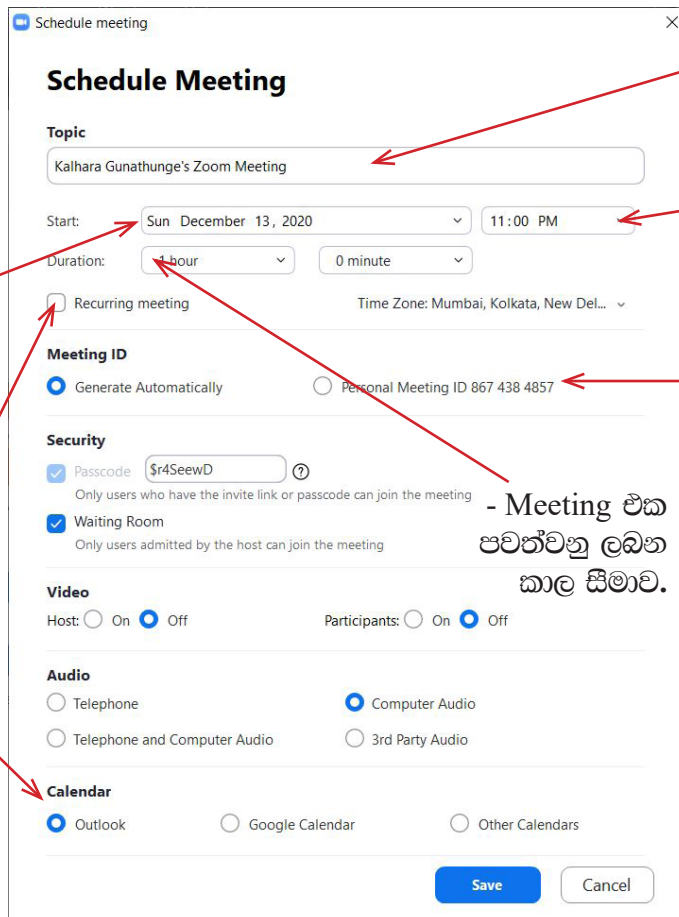 Schedule meeting
Schedule Meeting
Topic
Kalhara Gunathunge's Zoom Meeting
Start: Sun December 13, 2020 11:00 PM
Duration: 1 hour 0 minute
Recurring meeting Time Zone: Mumbai, Kolkata, New Del...
Meeting ID
Generate Automatically Personal Meeting ID 867 438 4857
Security
Passcode $r4SeewD
Only users who have the invite link or passcode can join the meeting
Waiting Room
Only users admitted by the host can join the meeting
- Meeting එක
පවත්වනු ලබන
කාල සීමාව.
Video
Host: On Off Participants: On Off
Audio
Telephone Computer Audio
Telephone and Computer Audio 3rd Party Audio
Calendar
Outlook Google Calendar Other Calendars
Save Cancel